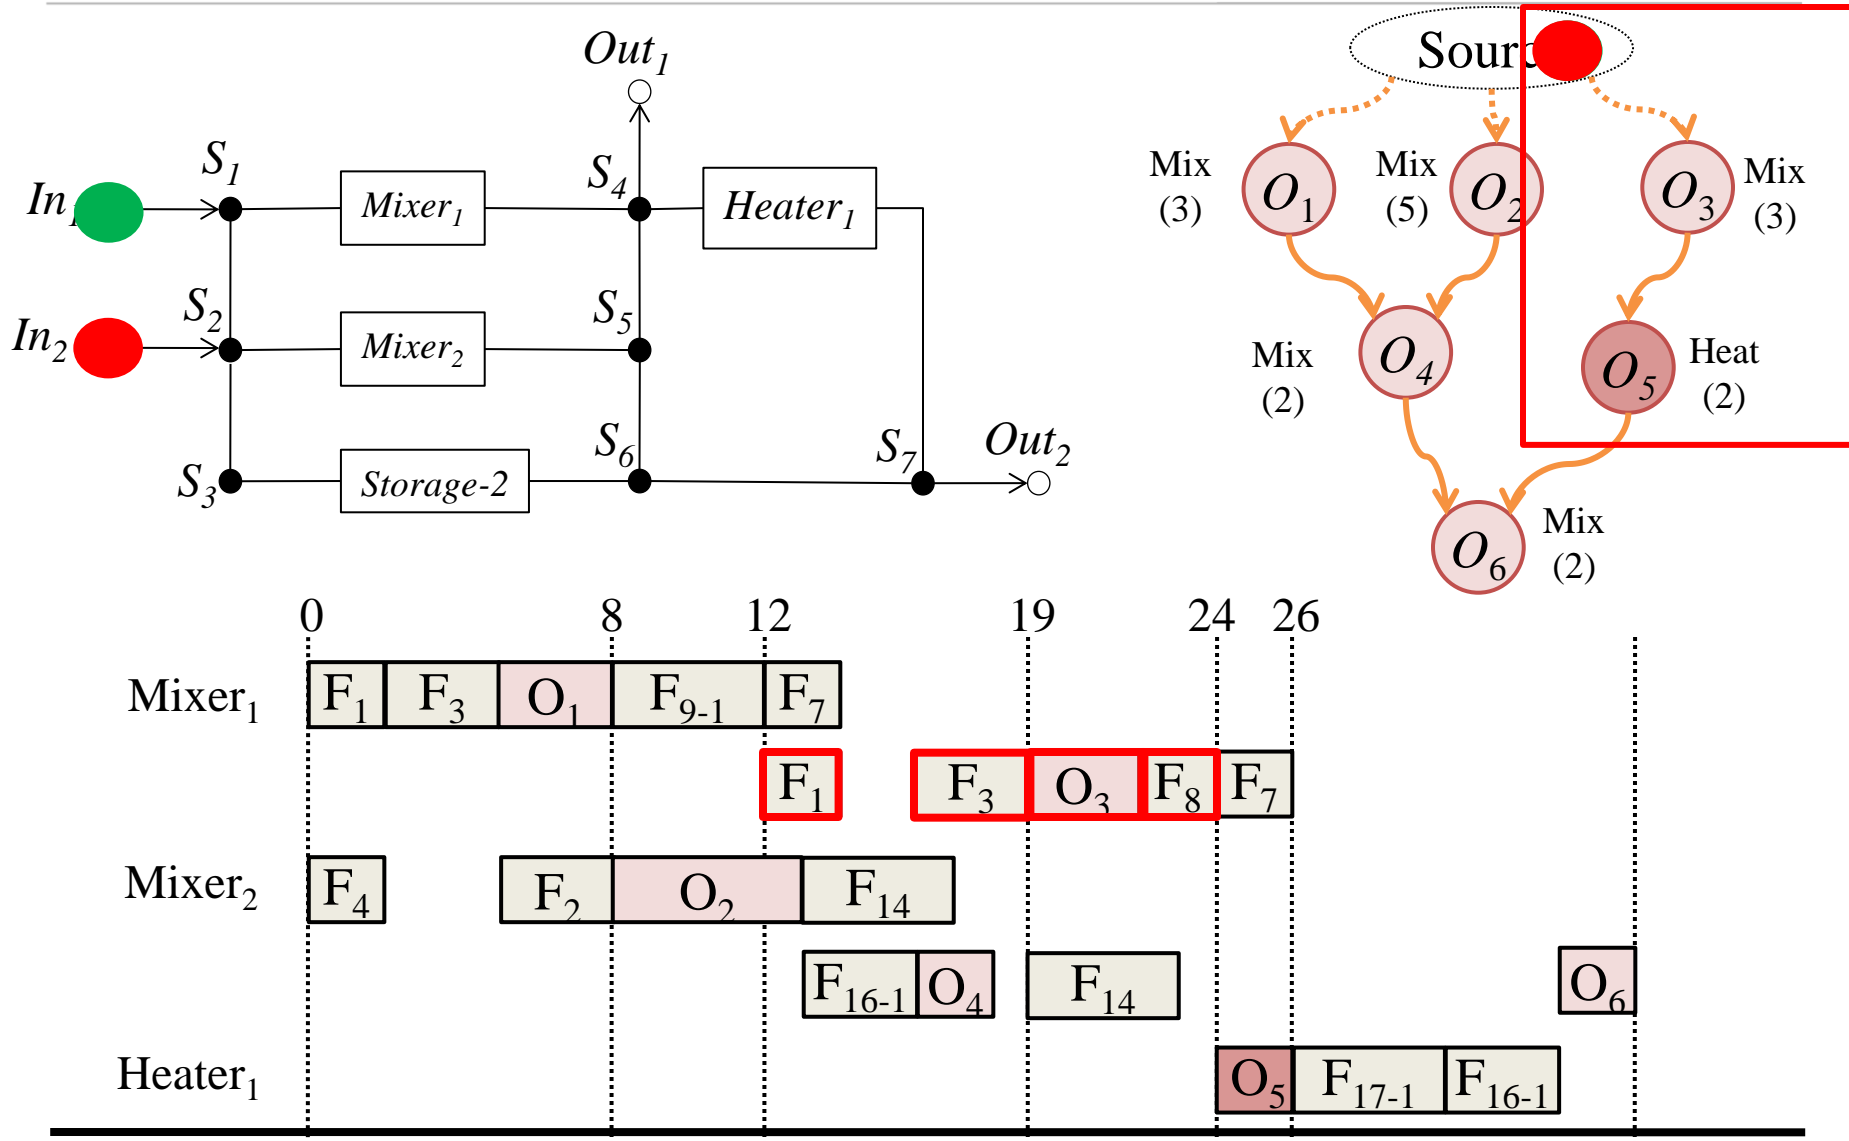 Out1
S1
In1
Mixer1
S4
Heater1
S2
In2
Mixer2
S5
S3
Storage-2
S6
S7
Out2
Mix
(3)
O1
Mix
(5)
O2
O3
Mix
(3)
Mix
(2)
O4
O5
Heat
(2)
O6
Mix
(2)
0 8 12 19 24 26
Mixer1 F1 F3 O1 F9-1 F7
F1 F3 O3 F8 F7
Mixer2 F4 F2 O2 F14
F16-1 O4 F14 O6
Heater1 O5 F17-1 F16-1